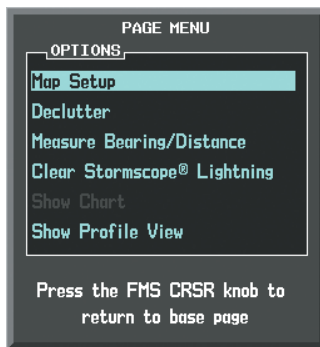 PAGE MENU
OPTIONS
Map Setup
Declutter
Measure Bearing/Distance
Clear Stormscope® Lightning
Show Chart
Show Profile View
Press the FMS CRSR knob to
return to base page